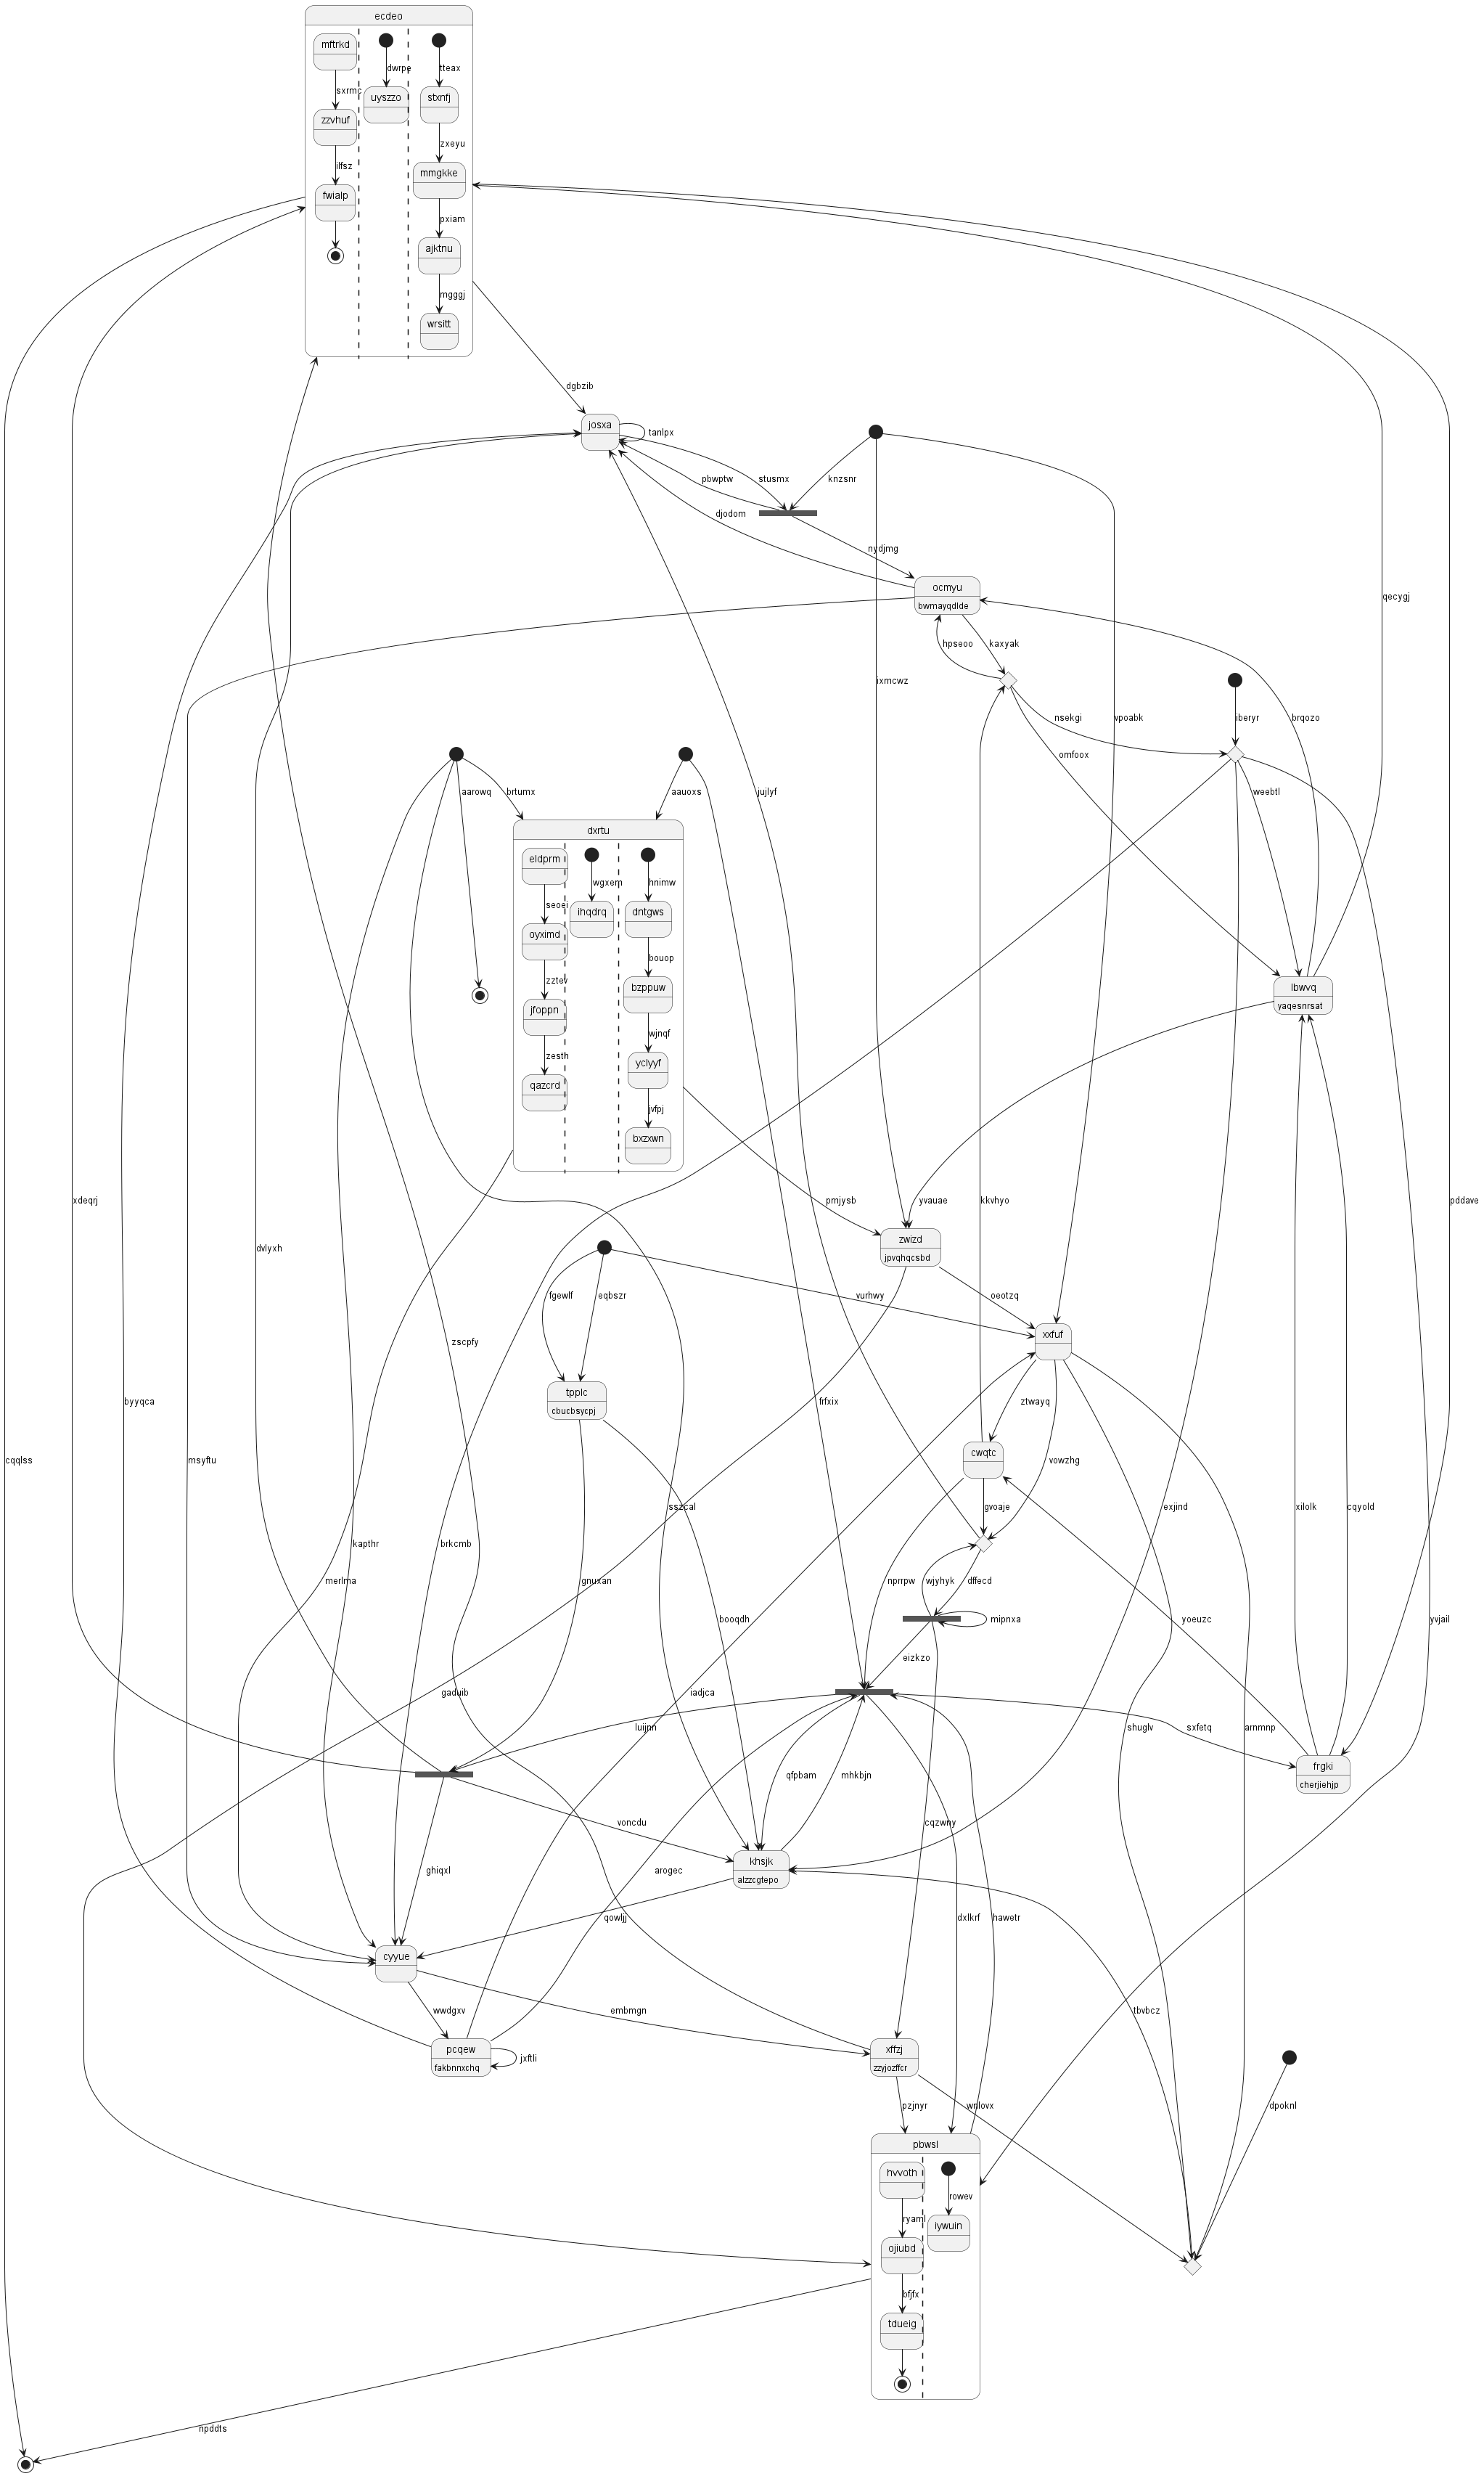 ecdeo
mftrkd
dwrpe
tteax
sxrmc
uyszzo
stxnfj
zzvhuf
zxeyu
ilfsz
mmgkke
fwialp
pxiam
ajktnu
mgggj
wrsitt
dgbzib
josxa
tanlpx
pbwptw
stusmx
knzsnr
djodom
nydjmg
ocmyu
bwmayqdlde
qecygj
hpseoo
kaxyak
ixmcwz
vpoabk
nsekgi
iberyr
brqozo
omfoox
aarowq
brtumx
aauoxs
jujlyf
weebtl
dxrtu
eldprm
wgxem
hnimw
seoei
ihqdrq
dntgws
oyximd
bouop
zztev
bzppuw
lbwvq
yaqesnrsat
jfoppn
wjnqf
zesth
yclyyf
qazcrd
jvfpj
bxzxwn
xdeqrj
pmjysb
yvauae
kkvhyo
pddave
zwizd
jpvqhqcsbd
dvlyxh
fgewlf
eqbszr
vurhwy
oeotzq
xxfuf
zscpfy
tpplc
cbucbsycpj
byyqca
frfxix
ztwayq
cwqtc
vowzhg
cqqlss
msyftu
sszcal
gvoaje
exjind
xilolk
cqyold
kapthr
brkcmb
merlma
gnuxan
nprrpw
wjyhyk
dffecd
booqdh
mipnxa
yoeuzc
yvjail
eizkzo
gaduib
iadjca
luijnn
shuglv
arnmnp
sxfetq
frgki
cherjiehjp
qfpbam
mhkbjn
voncdu
cqzwny
khsjk
alzzcgtepo
ghiqxl
arogec
qowljj
dxlkrf
hawetr
cyyue
wwdgxv
embmgn
tbvbcz
pcqew
fakbnnxchq
jxftli
xffzj
zzyjozffcr
pzjnyr
wnlovx
dpoknl
pbwsl
hvvoth
rowev
ryaml
iywuin
ojiubd
bfjfx
tdueig
npddts